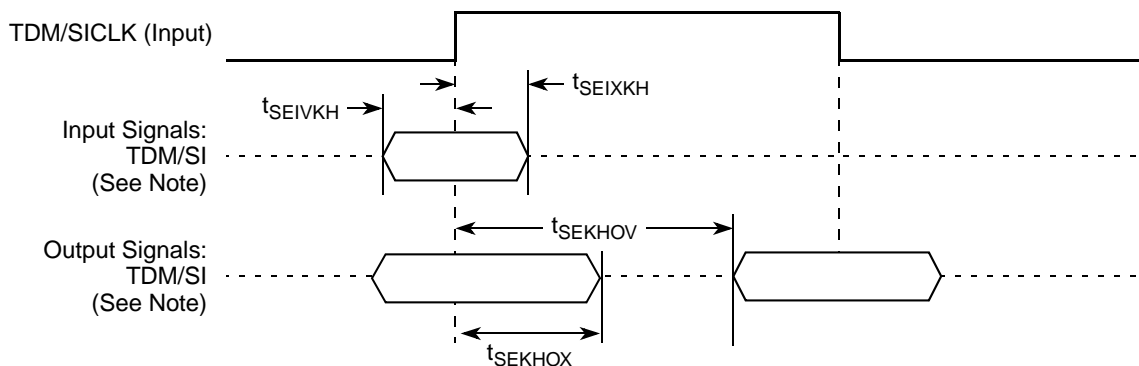 TDM/SICLK (Input)
tSEIXKH
tSEIVKH
Input Signals:
TDM/SI
(See Note)
tSEKHOV
Output Signals:
TDM/SI
(See Note)
tSEKHOX